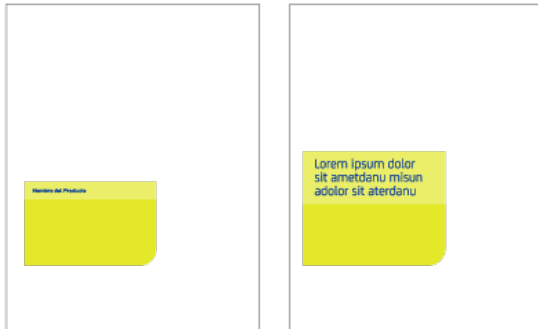 Nombre del Producto
Lorem ipsum dolor
sit ametdanu misun
adolor sit aterdanu